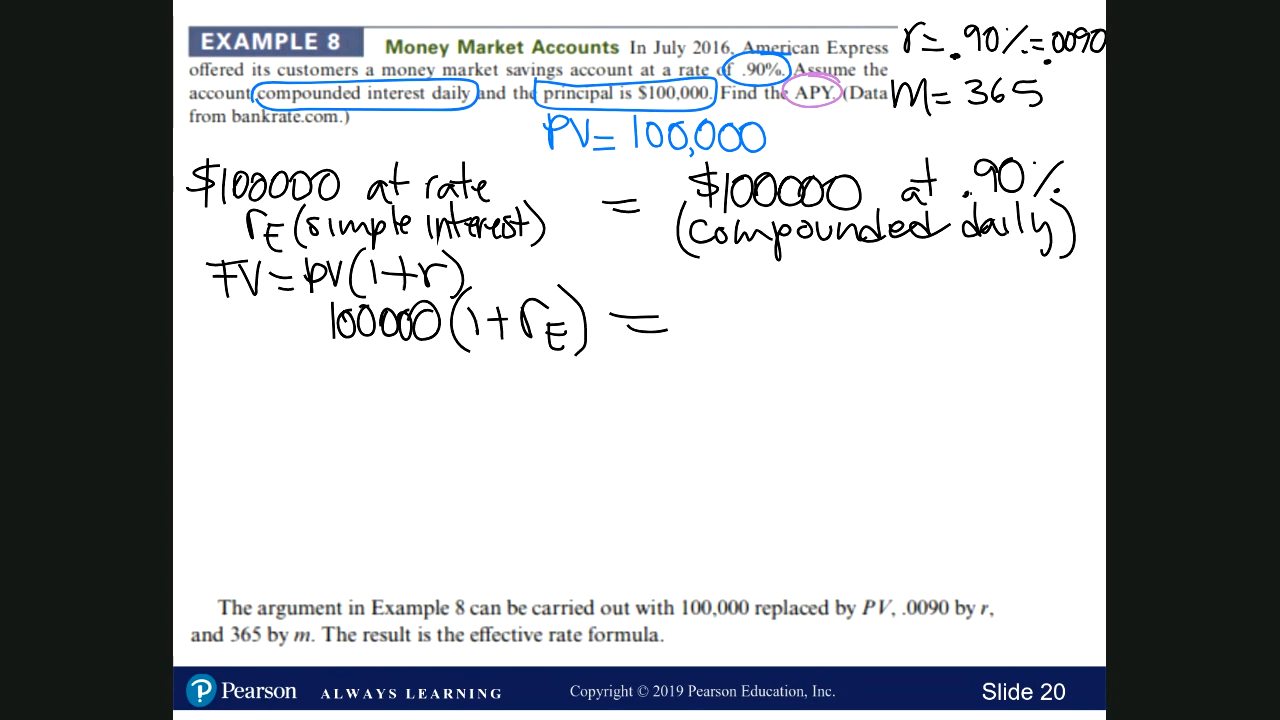 EXAMPLE 8 Money Market Accounts In July 2016, American Express
offered its customers a money market savings account at a rate of .90%. Assume the
account compounded interest daily and the principal is $100,000. Find the APY. (Data
from bankrate.com.)
r = .90% = .0090
m = 365
PV = 100,000
$100000 at rate = $100000 at .90%
rE (simple interest) (compounded daily)
FV = PV(1+r)
100000(1+rE) =
The argument in Example 8 can be carried out with 100,000 replaced by PV, .0090 by r,
and 365 by m. The result is the effective rate formula.
P Pearson ALWAYS LEARNING Copyright © 2019 Pearson Education, Inc. Slide 20